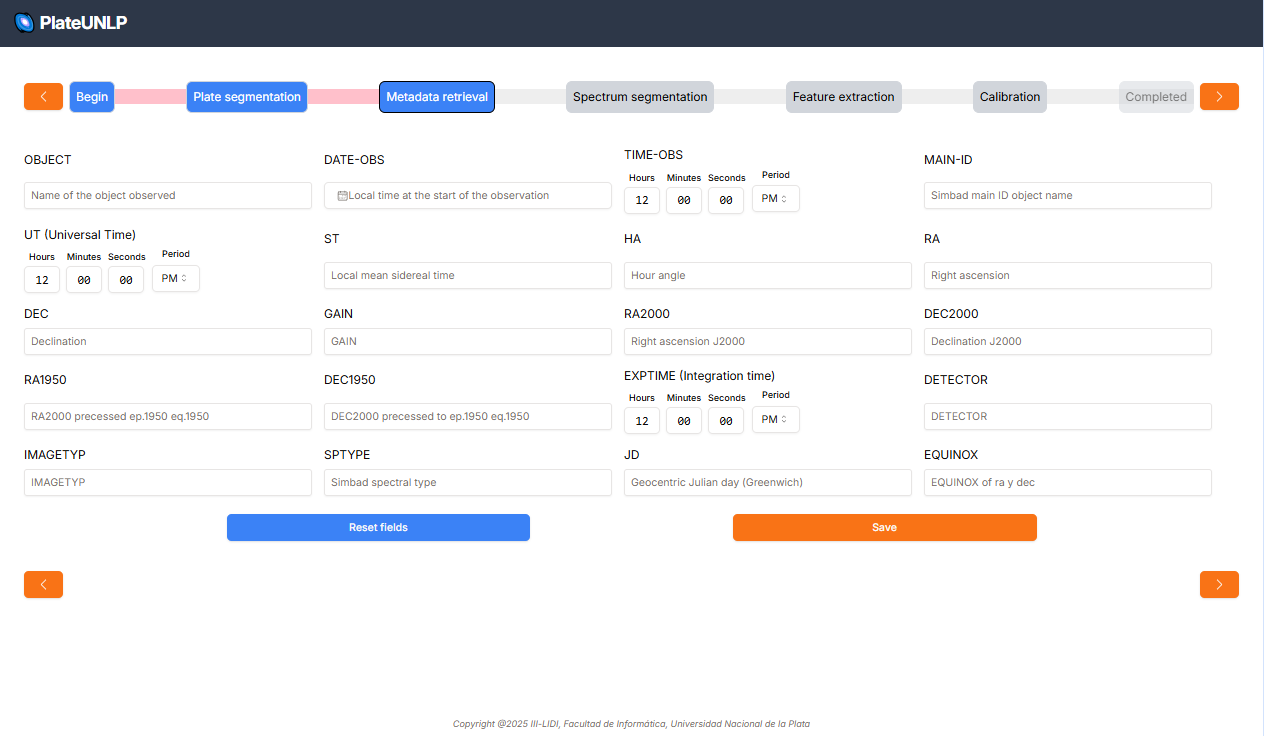 PlateUNLP
Begin Plate segmentation Metadata retrieval Spectrum segmentation Feature extraction Calibration Completed
OBJECT DATE-OBS TIME-OBS MAIN-ID
Hours Minutes Seconds Period
Name of the object observed Local time at the start of the observation 12 00 00 PM Simbad main ID object name
UT (Universal Time) ST HA RA
Hours Minutes Seconds Period
12 00 00 PM Local mean sidereal time Hour angle Right ascension
DEC GAIN RA2000 DEC2000
Declination GAIN Right ascension J2000 Declination J2000
RA1950 DEC1950 EXPTIME (Integration time) DETECTOR
Hours Minutes Seconds Period
RA2000 precessed ep.1950 eq.1950 DEC2000 precessed to ep.1950 eq.1950 12 00 00 PM DETECTOR
IMAGETYP SPTYPE JD EQUINOX
IMAGETYP Simbad spectral type Geocentric Julian day (Greenwich) EQUINOX of ra y dec
Reset fields Save
Copyright @2025 III-LIDI, Facultad de Informática, Universidad Nacional de la Plata